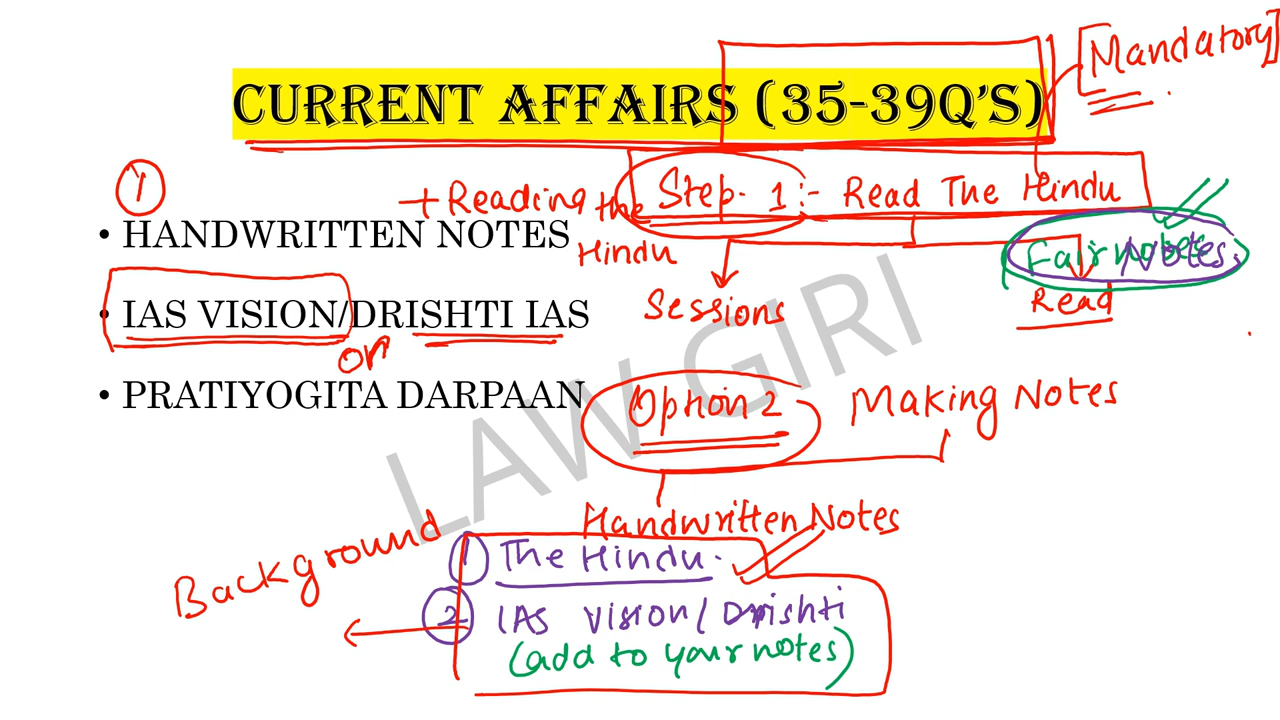 [Mandatory]
CURRENT AFFAIRS (35-39Q'S)
1
+ Reading the Hindu
Step-1:- Read The Hindu
• HANDWRITTEN NOTES
Fair Notes.
Sessions
Read
• IAS VISION/DRISHTI IAS
or
• PRATIYOGITA DARPAAN
Option 2
Making Notes
LAW GIRI
Handwritten Notes
Background
1 The Hindu.
2 IAS Vision/Drishti
(add to your notes)